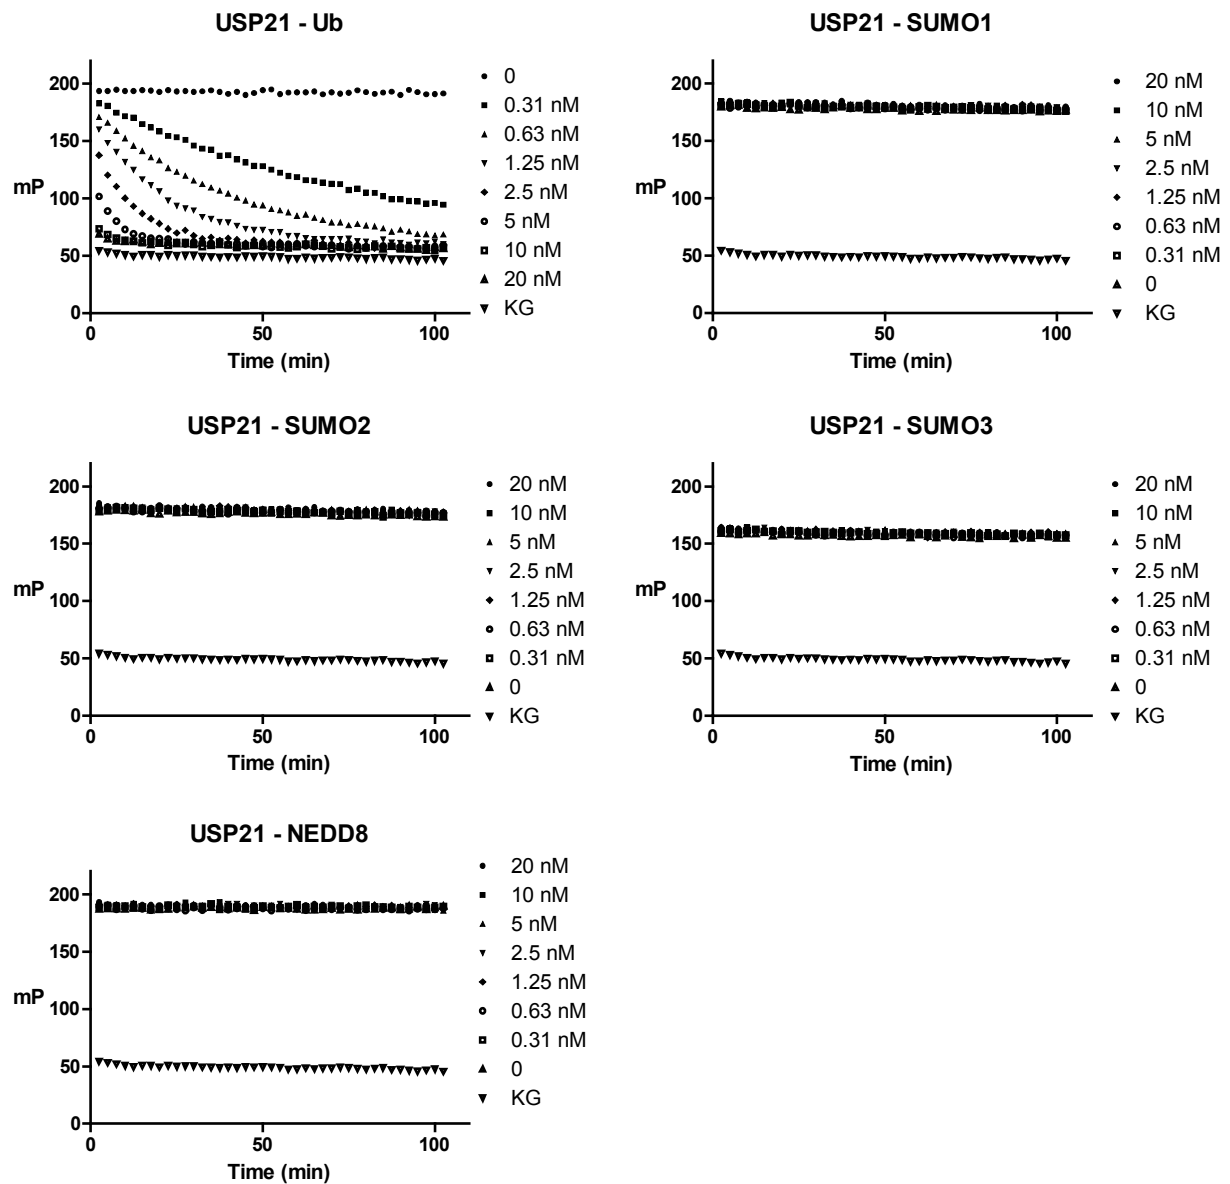 USP21 - Ub
mP
200
150
100
50
0
0 50 100
Time (min)
0
0.31 nM
0.63 nM
1.25 nM
2.5 nM
5 nM
10 nM
20 nM
KG
USP21 - SUMO1
mP
200
150
100
50
0
0 50 100
Time (min)
20 nM
10 nM
5 nM
2.5 nM
1.25 nM
0.63 nM
0.31 nM
0
KG
USP21 - SUMO2
mP
200
150
100
50
0
0 50 100
Time (min)
20 nM
10 nM
5 nM
2.5 nM
1.25 nM
0.63 nM
0.31 nM
0
KG
USP21 - SUMO3
mP
200
150
100
50
0
0 50 100
Time (min)
20 nM
10 nM
5 nM
2.5 nM
1.25 nM
0.63 nM
0.31 nM
0
KG
USP21 - NEDD8
mP
200
150
100
50
0
0 50 100
Time (min)
20 nM
10 nM
5 nM
2.5 nM
1.25 nM
0.63 nM
0.31 nM
0
KG